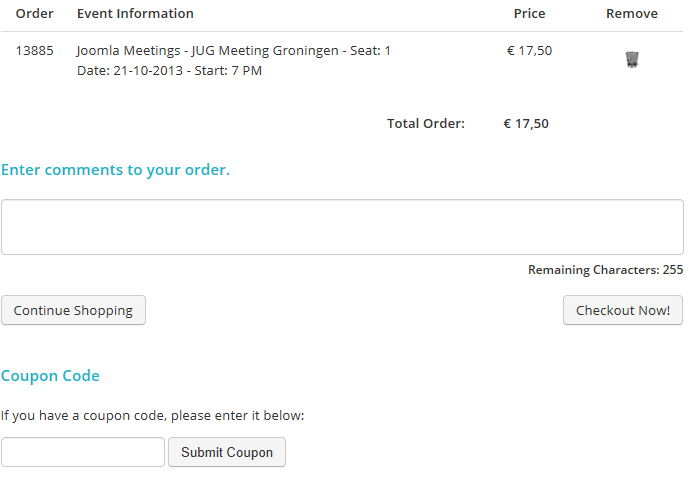 Order Event Information Price Remove
13885 Joomla Meetings - JUG Meeting Groningen - Seat: 1 € 17,50
Date: 21-10-2013 - Start: 7 PM
Total Order: € 17,50
Enter comments to your order.
Remaining Characters: 255
Continue Shopping Checkout Now!
Coupon Code
If you have a coupon code, please enter it below:
Submit Coupon